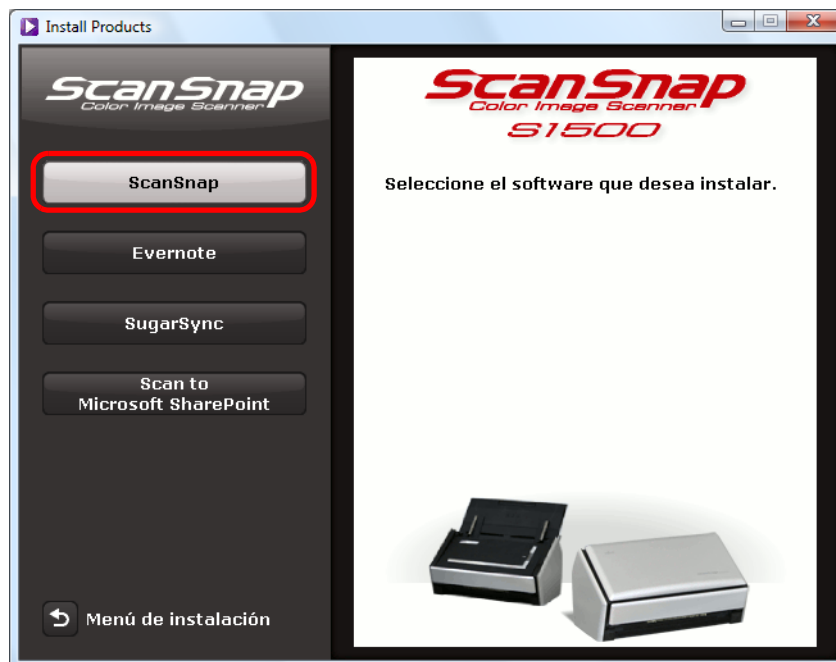 Install Products
ScanSnap
Color Image Scanner
ScanSnap
Evernote
SugarSync
Scan to
Microsoft SharePoint
Menú de instalación
ScanSnap
Color Image Scanner
S1500
Seleccione el software que desea instalar.